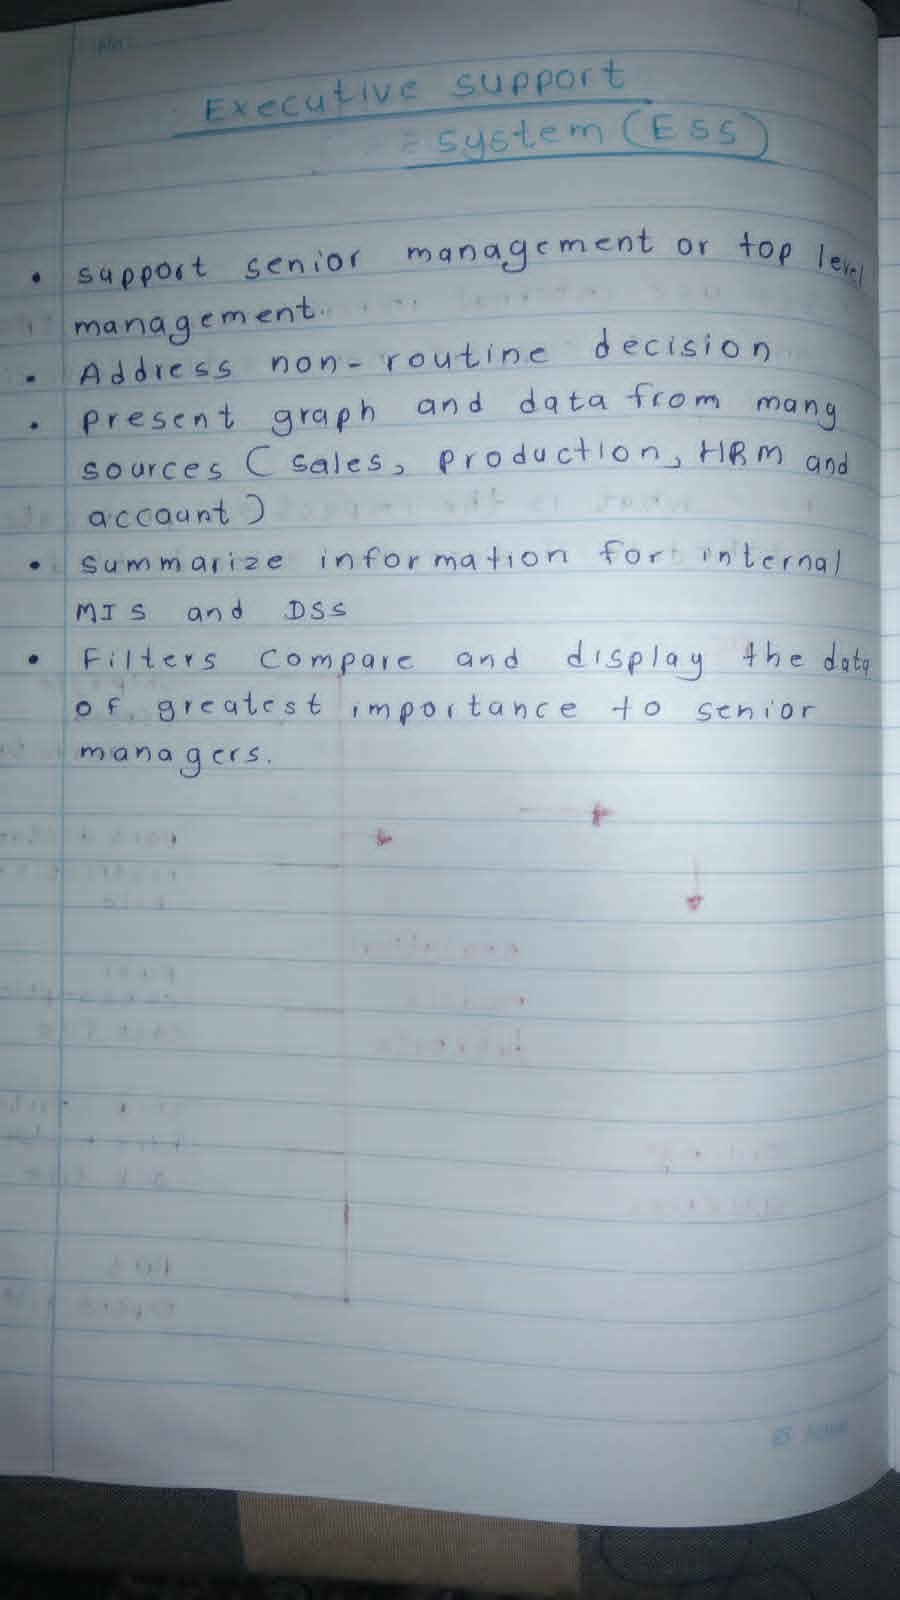 No.
Executive support
system (ESS)
• support senior management or top level
management.
• Address non-routine decision
• present graph and data from many
sources (sales, production, HRM and
account)
• summarize information for internal
MIS and DSS
• Filters compare and display the data
of greatest importance to senior
managers.